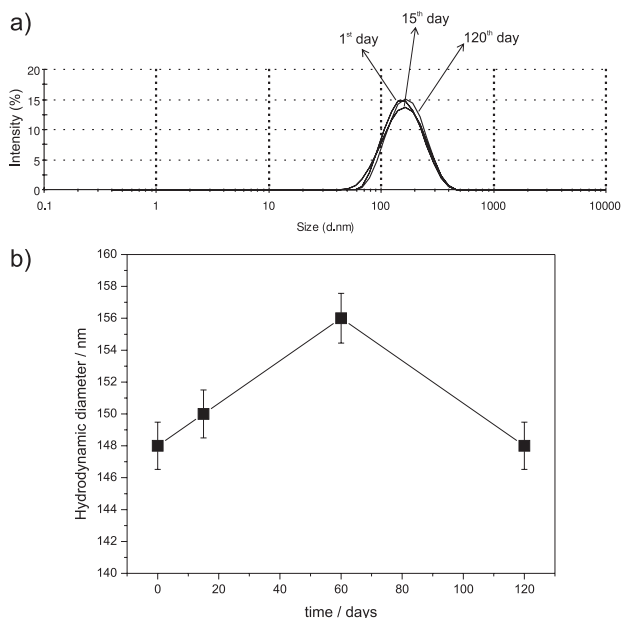 a)
1st day
15th day
120th day
Intensity (%)
20
15
10
5
0
0.1 1 10 100 1000 10000
Size (d.nm)
b)
Hydrodynamic diameter / nm
160
158
156
154
152
150
148
146
144
142
140
0 20 40 60 80 100 120
time / days